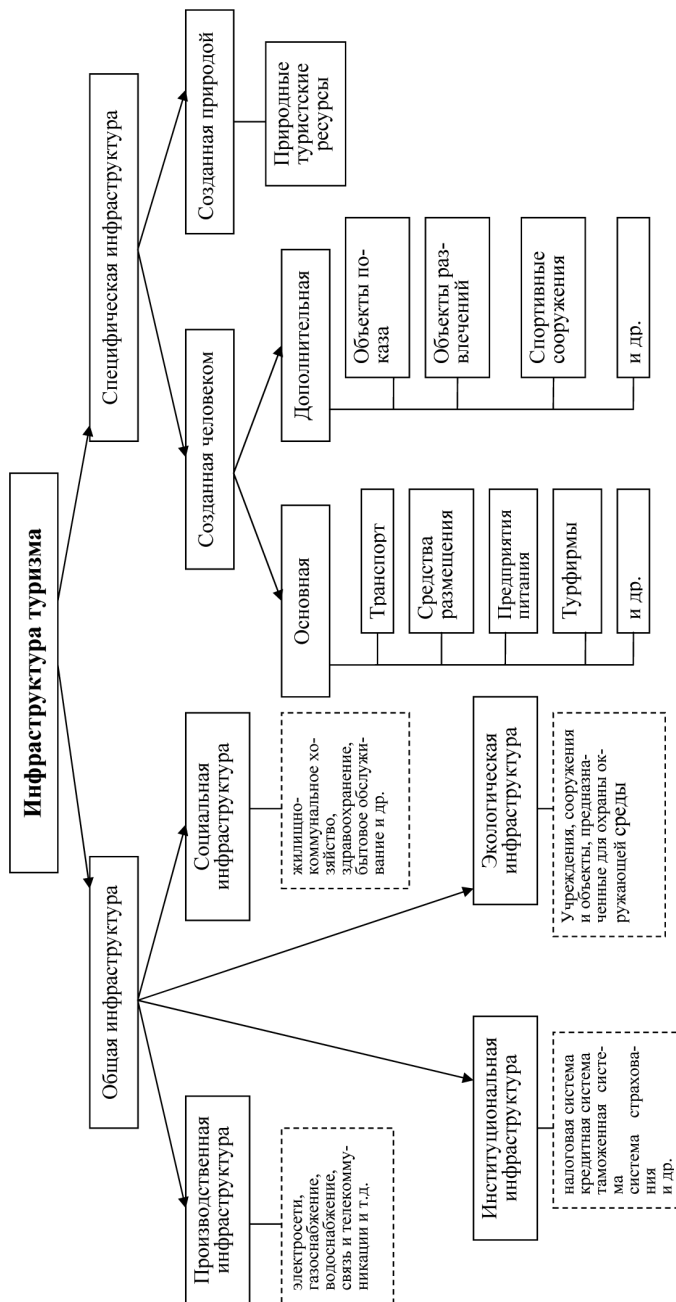 Инфраструктура туризма
Общая инфраструктура
Специфическая инфраструктура
Производственная
инфраструктура
электросети,
газоснабжение,
водоснабжение,
связь и телекомму-
никации и т.д.
Социальная
инфраструктура
жилищно-
коммунальное хо-
зяйство,
здравоохранение,
бытовое обслужи-
вание и др.
Институциональная
инфраструктура
налоговая система
кредитная система
таможенная систе-
ма
система страхова-
ния
и др.
Экологическая
инфраструктура
Учреждения, сооружения
и объекты, предназна-
ченные для охраны ок-
ружающей среды
Созданная человеком
Созданная природой
Основная
Транспорт
Средства
размещения
Предприятия
питания
Турфирмы
и др.
Дополнительная
Объекты по-
каза
Объекты раз-
влечений
Спортивные
сооружения
и др.
Природные
туристские
ресурсы